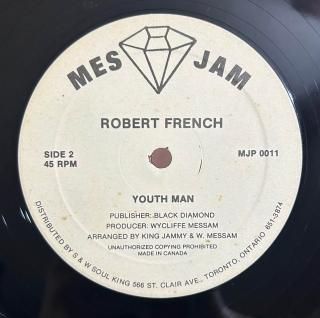 MES JAM
ROBERT FRENCH
SIDE 2
45 RPM
MJP 0011
YOUTH MAN
PUBLISHER: BLACK DIAMOND
PRODUCER: WYCLIFFE MESSAM
ARRANGED BY KING JAMMY & W. MESSAM
UNAUTHORIZED COPYING PROHIBITED
MADE IN CANADA
DISTRIBUTED BY S & W SOUL KING 566 ST. CLAIR AVE., TORONTO, ONTARIO 651-3874